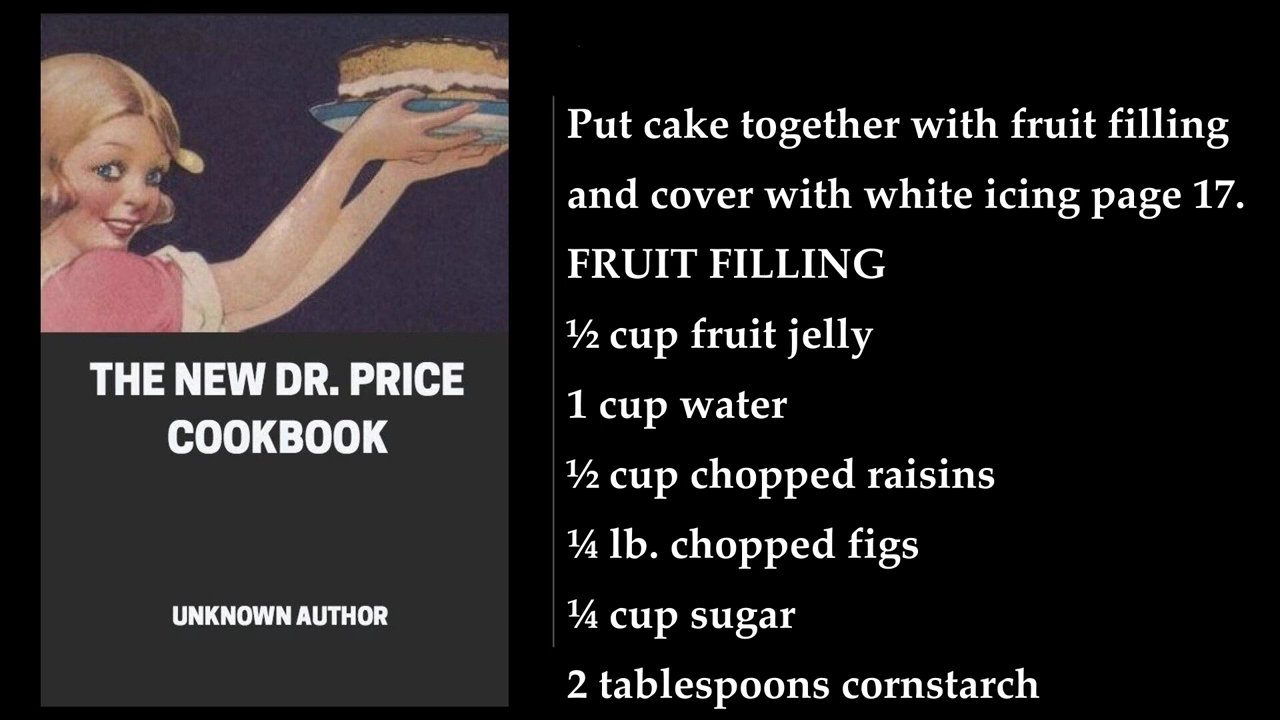 THE NEW DR. PRICE
COOKBOOK
UNKNOWN AUTHOR
Put cake together with fruit filling
and cover with white icing page 17.
FRUIT FILLING
½ cup fruit jelly
1 cup water
½ cup chopped raisins
¼ lb. chopped figs
¼ cup sugar
2 tablespoons cornstarch